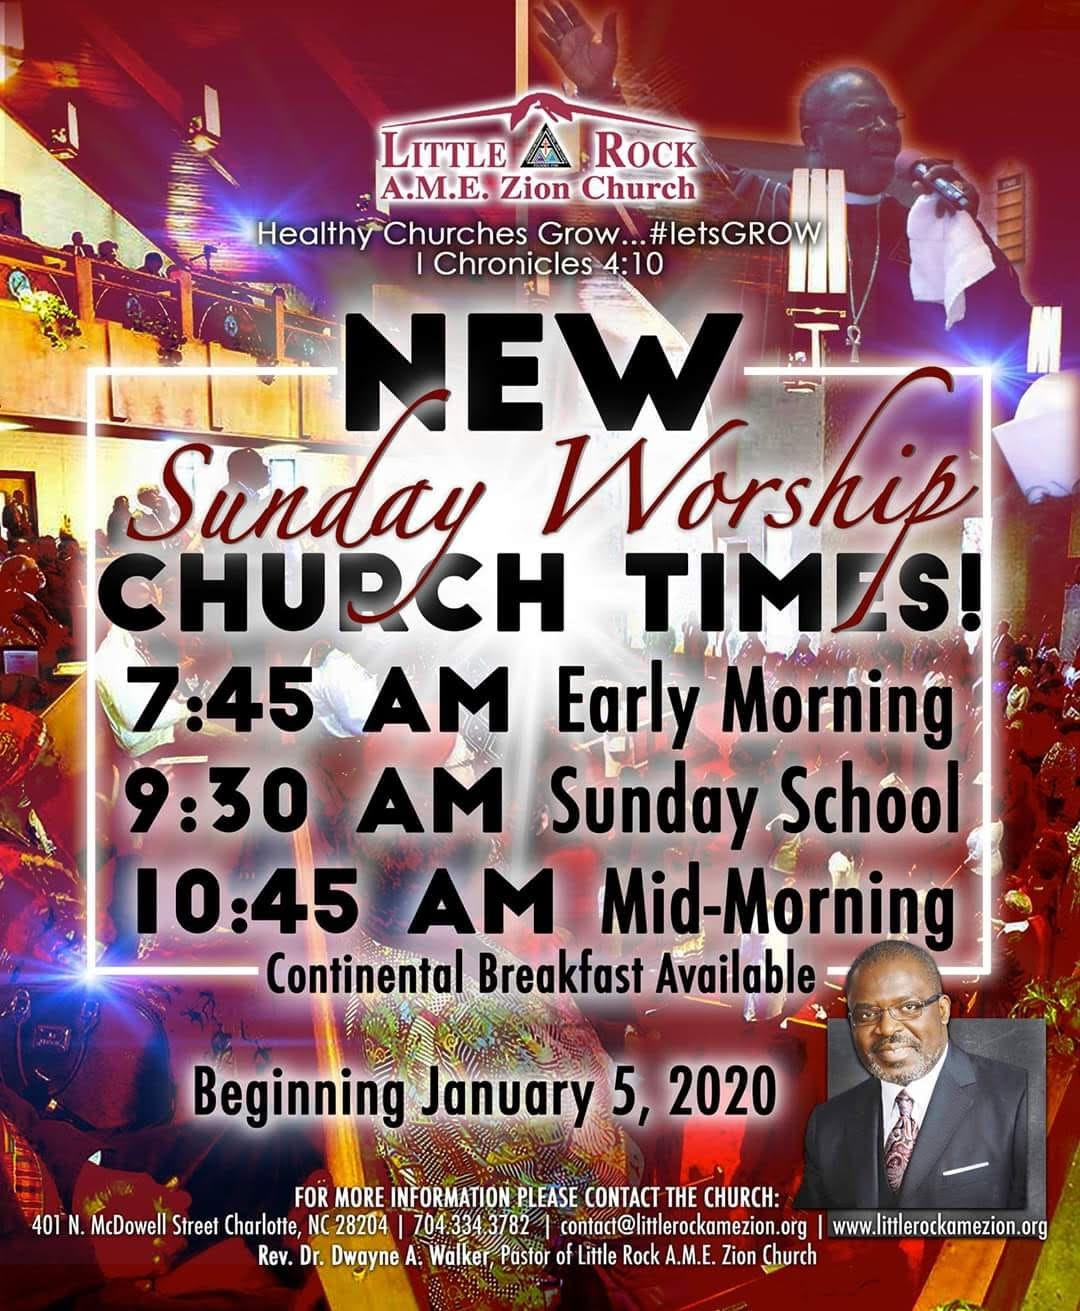 LITTLE ROCK
A.M.E. Zion Church
Healthy Churches Grow...#letsGROW
I Chronicles 4:10
NEW
Sunday Worship
CHURCH TIMES!
7:45 AM Early Morning
9:30 AM Sunday School
10:45 AM Mid-Morning
Continental Breakfast Available
Beginning January 5, 2020
FOR MORE INFORMATION PLEASE CONTACT THE CHURCH:
401 N. McDowell Street Charlotte, NC 28204 | 704.334.3782 | contact@littlerockamezion.org | www.littlerockamezion.org
Rev. Dr. Dwayne A. Walker, Pastor of Little Rock A.M.E. Zion Church